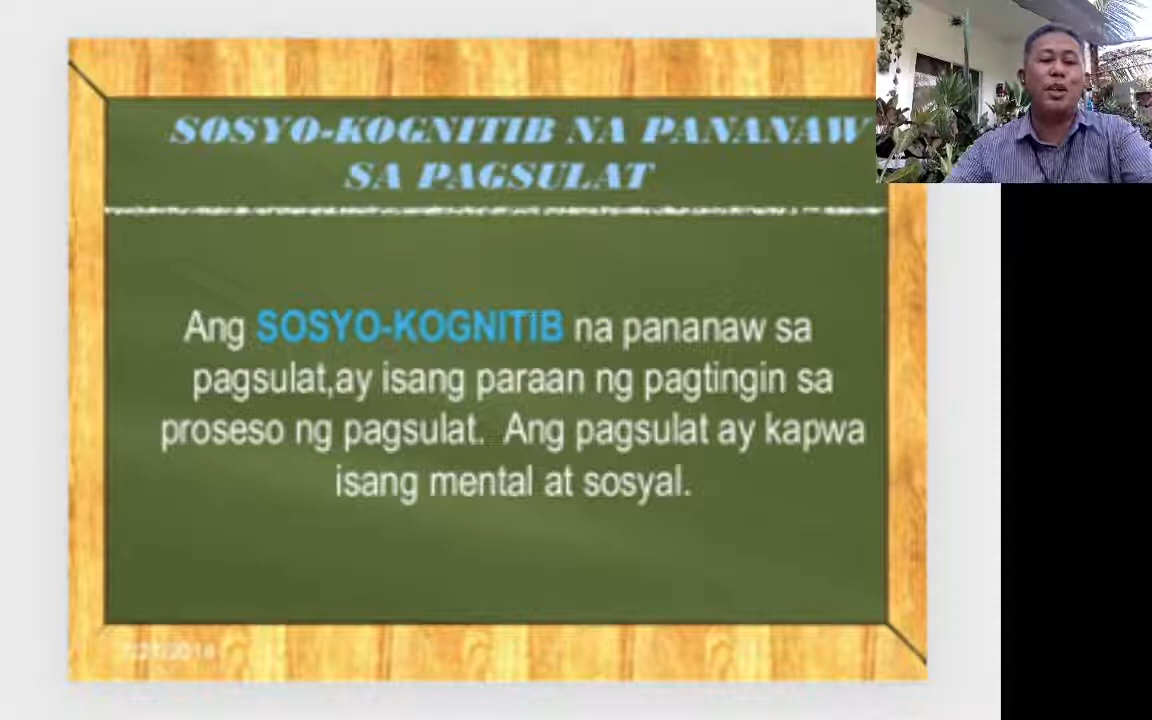 SOSYO-KOGNITIB NA PANANAW
SA PAGSULAT
Ang SOSYO-KOGNITIB na pananaw sa
pagsulat,ay isang paraan ng pagtingin sa
proseso ng pagsulat. Ang pagsulat ay kapwa
isang mental at sosyal.